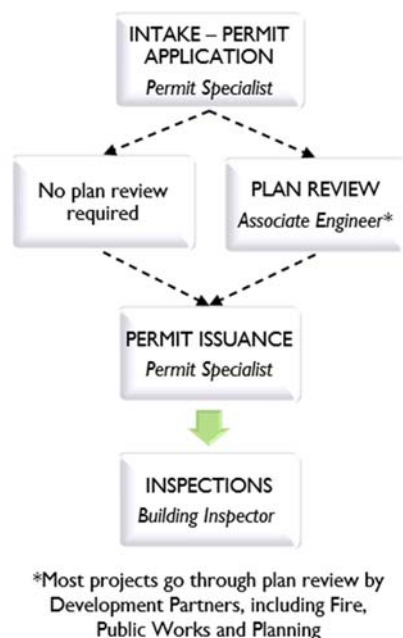 INTAKE – PERMIT
APPLICATION
Permit Specialist
No plan review
required
PLAN REVIEW
Associate Engineer*
PERMIT ISSUANCE
Permit Specialist
INSPECTIONS
Building Inspector
*Most projects go through plan review by
Development Partners, including Fire,
Public Works and Planning